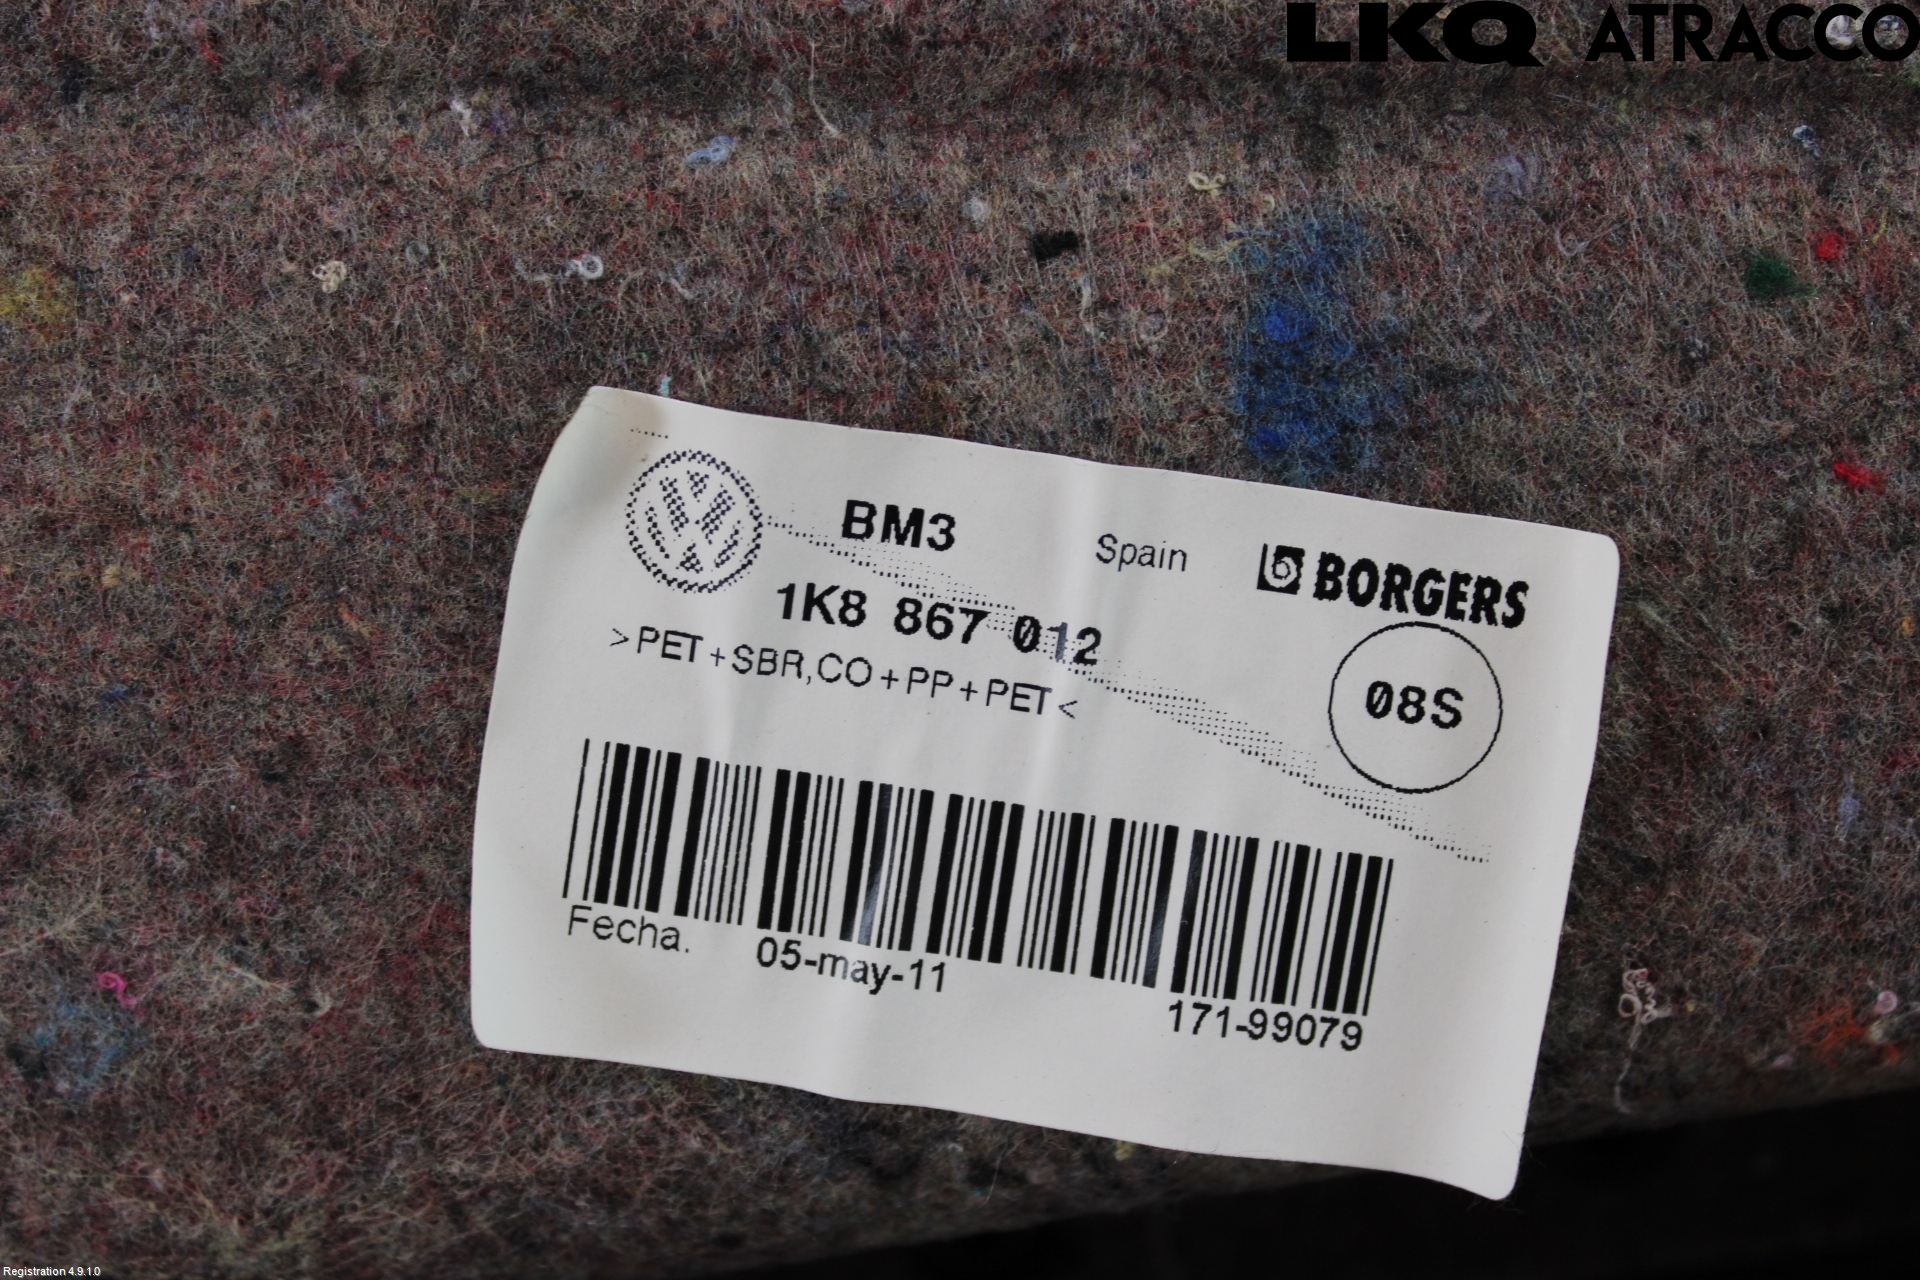 LKQ ATRACCO
BM3
Spain
BORGERS
1K8 867 012
>PET+SBR,CO+PP+PET<
08S
Fecha.
05-may-11
171-99079
Registration 4.9.1.0